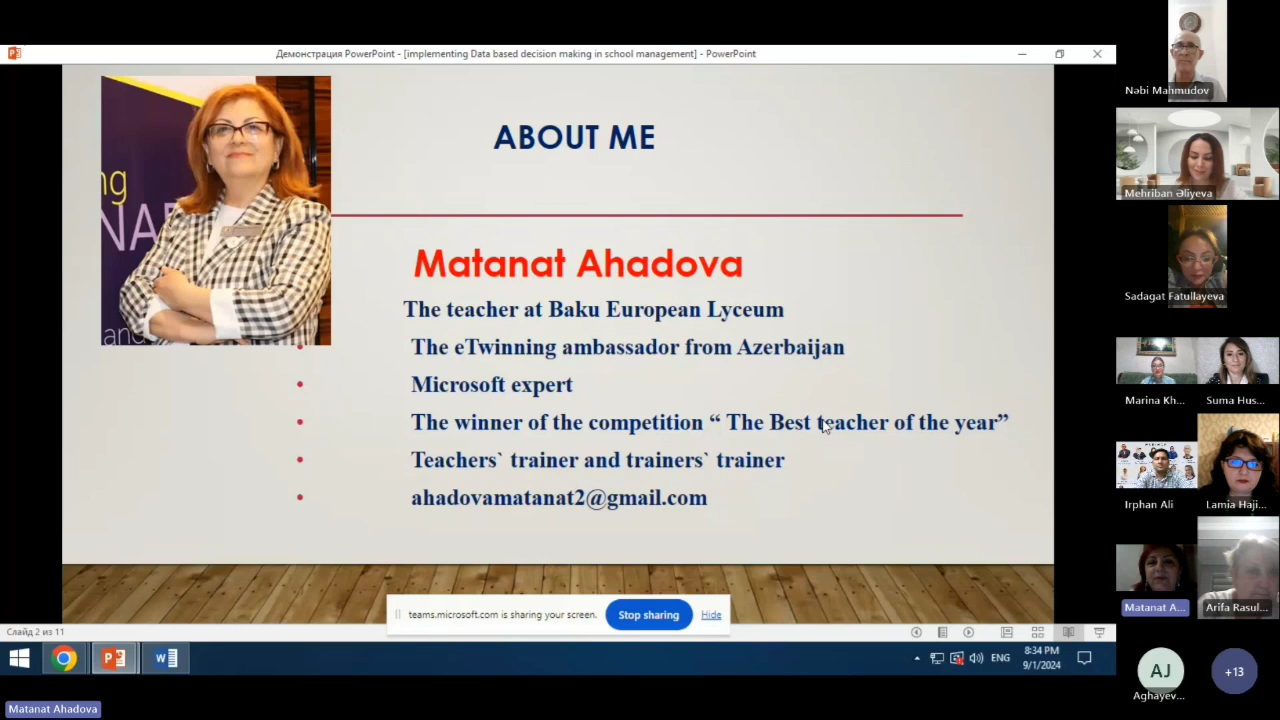 Демонстрация PowerPoint - [implementing Data based decision making in school management] - PowerPoint
ng
NAR
and
ABOUT ME
Matanat Ahadova
The teacher at Baku European Lyceum
• The eTwinning ambassador from Azerbaijan
• Microsoft expert
• The winner of the competition “ The Best teacher of the year”
• Teachers` trainer and trainers` trainer
• ahadovamatanat2@gmail.com
teams.microsoft.com is sharing your screen.
Stop sharing
Hide
Слайд 2 из 11
ENG
8:34 PM
9/1/2024
Matanat Ahadova
Nəbi Mahmudov
Mehriban Əliyeva
Sadagat Fatullayeva
Marina Kh...
Suma Hus...
Irphan Ali
Lamia Haji...
Matanat A...
Arifa Rasul...
AJ
Aghayev...
+13